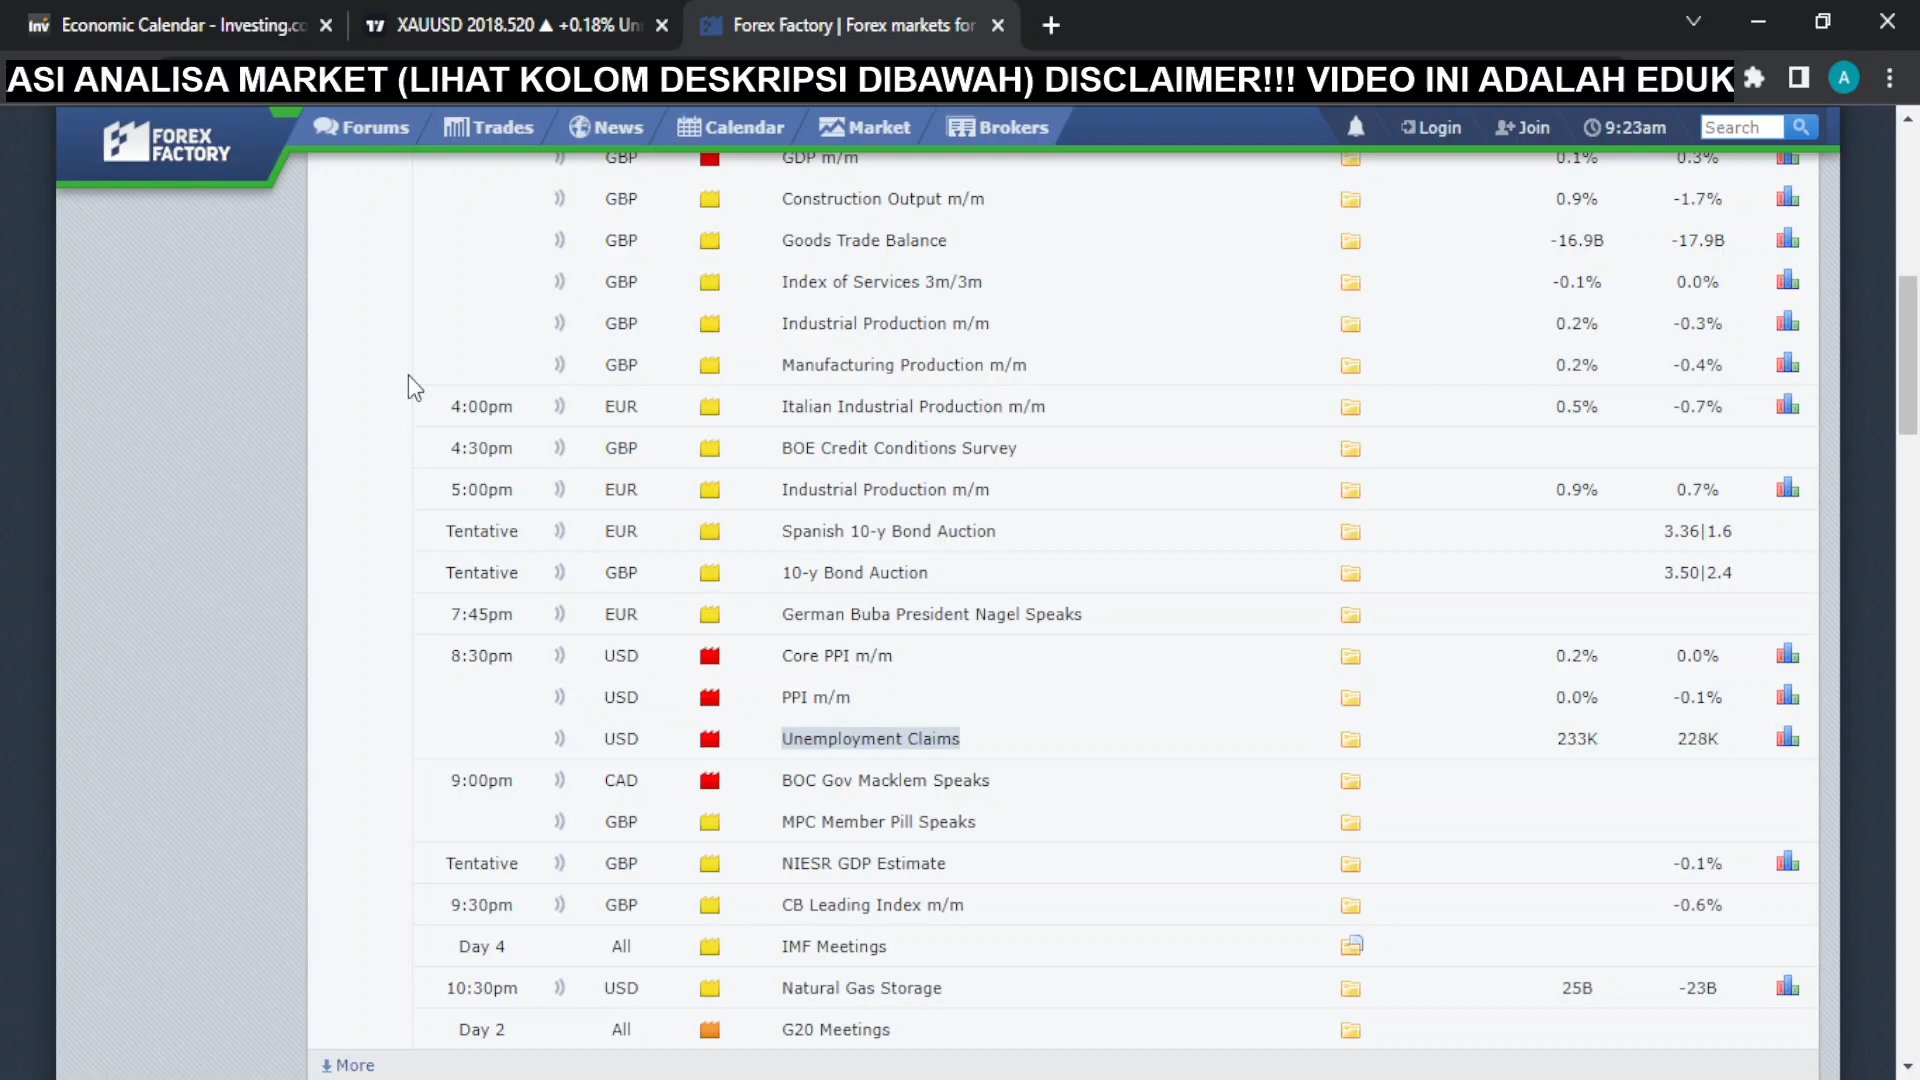 Economic Calendar - Investing.co
XAUUSD 2018.520 ▲ +0.18% Un
Forex Factory | Forex markets for
ASI ANALISA MARKET (LIHAT KOLOM DESKRIPSI DIBAWAH) DISCLAIMER!!! VIDEO INI ADALAH EDUK
A
FOREX FACTORY
Forums Trades News Calendar Market Brokers Login Join 9:23am Search
GBP GDP m/m 0.1% 0.3%
GBP Construction Output m/m 0.9% -1.7%
GBP Goods Trade Balance -16.9B -17.9B
GBP Index of Services 3m/3m -0.1% 0.0%
GBP Industrial Production m/m 0.2% -0.3%
GBP Manufacturing Production m/m 0.2% -0.4%
4:00pm EUR Italian Industrial Production m/m 0.5% -0.7%
4:30pm GBP BOE Credit Conditions Survey
5:00pm EUR Industrial Production m/m 0.9% 0.7%
Tentative EUR Spanish 10-y Bond Auction 3.36|1.6
Tentative GBP 10-y Bond Auction 3.50|2.4
7:45pm EUR German Buba President Nagel Speaks
8:30pm USD Core PPI m/m 0.2% 0.0%
USD PPI m/m 0.0% -0.1%
USD Unemployment Claims 233K 228K
9:00pm CAD BOC Gov Macklem Speaks
GBP MPC Member Pill Speaks
Tentative GBP NIESR GDP Estimate -0.1%
9:30pm GBP CB Leading Index m/m -0.6%
Day 4 All IMF Meetings
10:30pm USD Natural Gas Storage 25B -23B
Day 2 All G20 Meetings
More